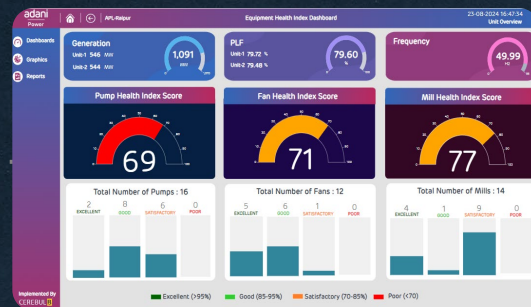 adani
Power
APL-Raipur
Equipment Health Index Dashboard
23-08-2024 16:47:34
Unit Overview
Dashboards
Graphics
Reports
Generation
Unit-1 546 MW
Unit-2 544 MW
1,091
MW
PLF
Unit-1 79.72 %
Unit-2 79.48 %
79.60
%
Frequency
49.99
HZ
Pump Health Index Score
69
Fan Health Index Score
71
Mill Health Index Score
77
Total Number of Pumps : 16
2 8 6 0
EXCELLENT GOOD SATISFACTORY POOR
Total Number of Fans : 12
5 6 1 0
EXCELLENT GOOD SATISFACTORY POOR
Total Number of Mills : 14
4 1 9 0
EXCELLENT GOOD SATISFACTORY POOR
Excellent (>95%) Good (85-95%) Satisfactory (70-85%) Poor (<70)
Implemented By
CEREBULB